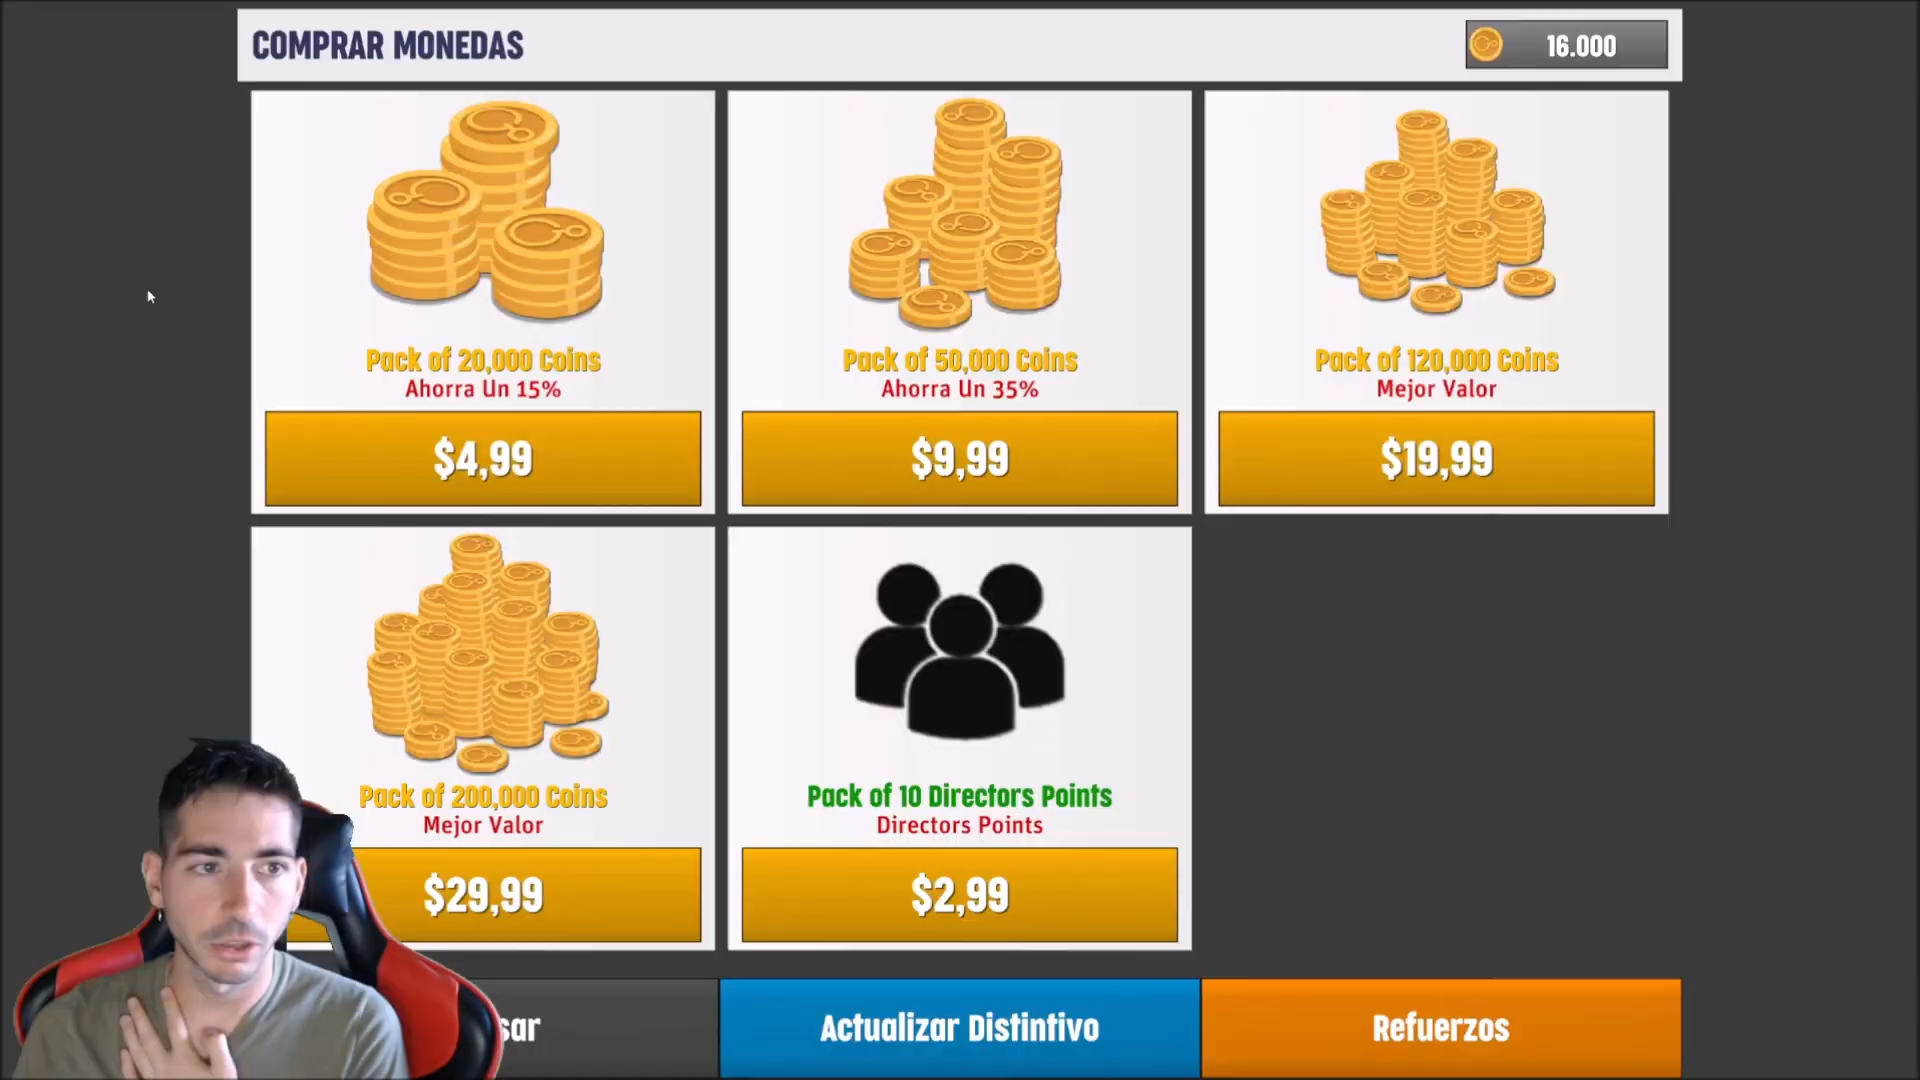 COMPRAR MONEDAS
16.000
Pack of 20,000 Coins
Ahorra Un 15%
$4,99
Pack of 50,000 Coins
Ahorra Un 35%
$9,99
Pack of 120,000 Coins
Mejor Valor
$19,99
Pack of 200,000 Coins
Mejor Valor
$29,99
Pack of 10 Directors Points
Directors Points
$2,99
Actualizar Distintivo
Refuerzos